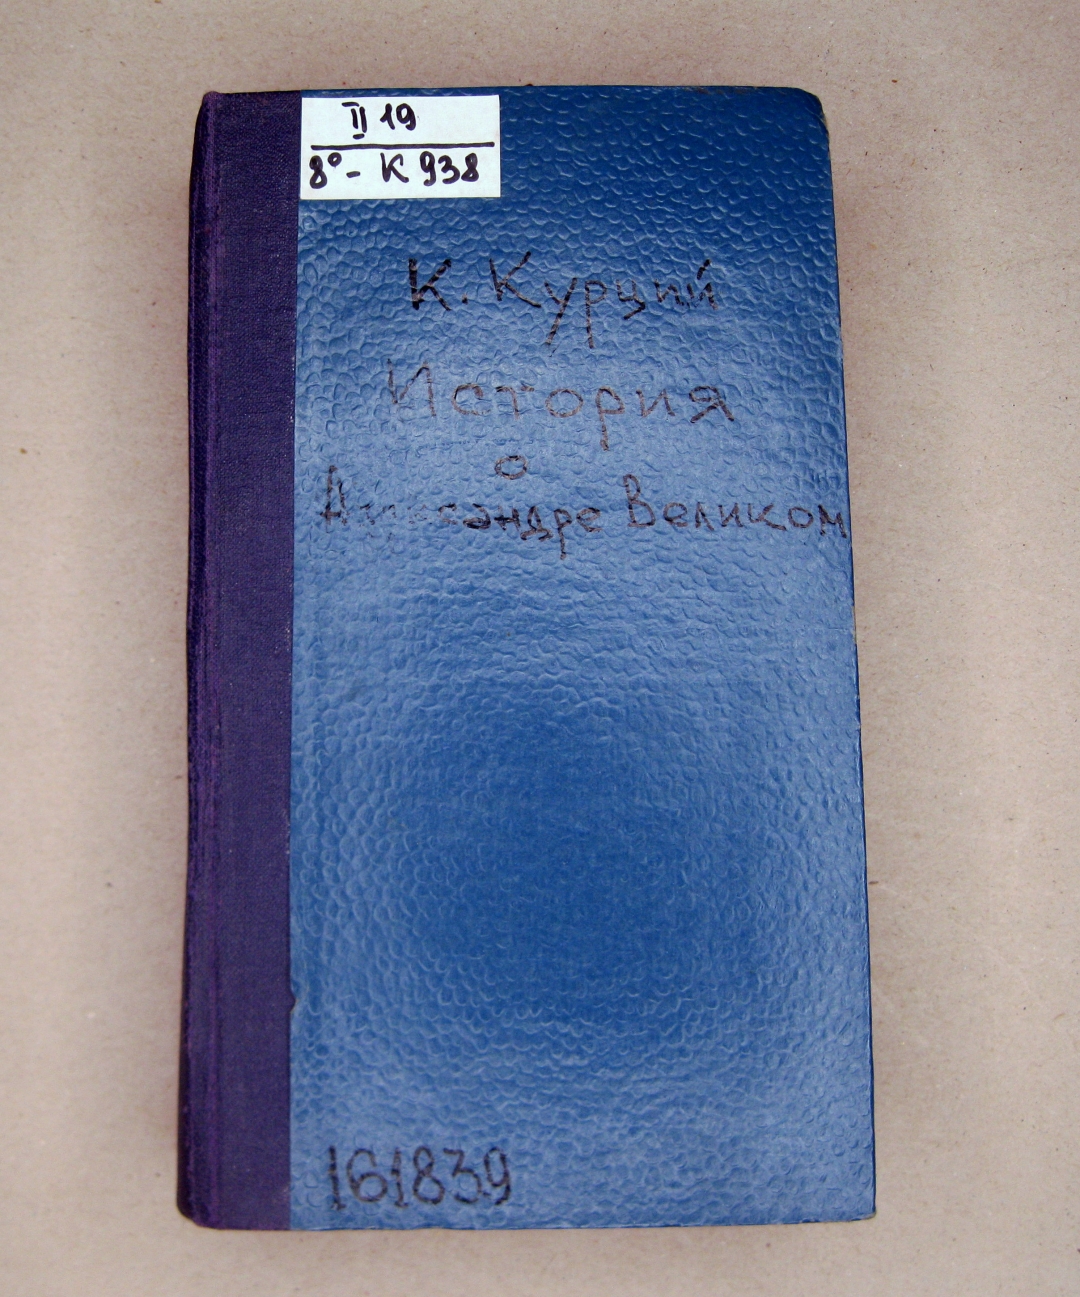 II 19
8° - К 938
К. Курций
История
о
Александре Великом
161839